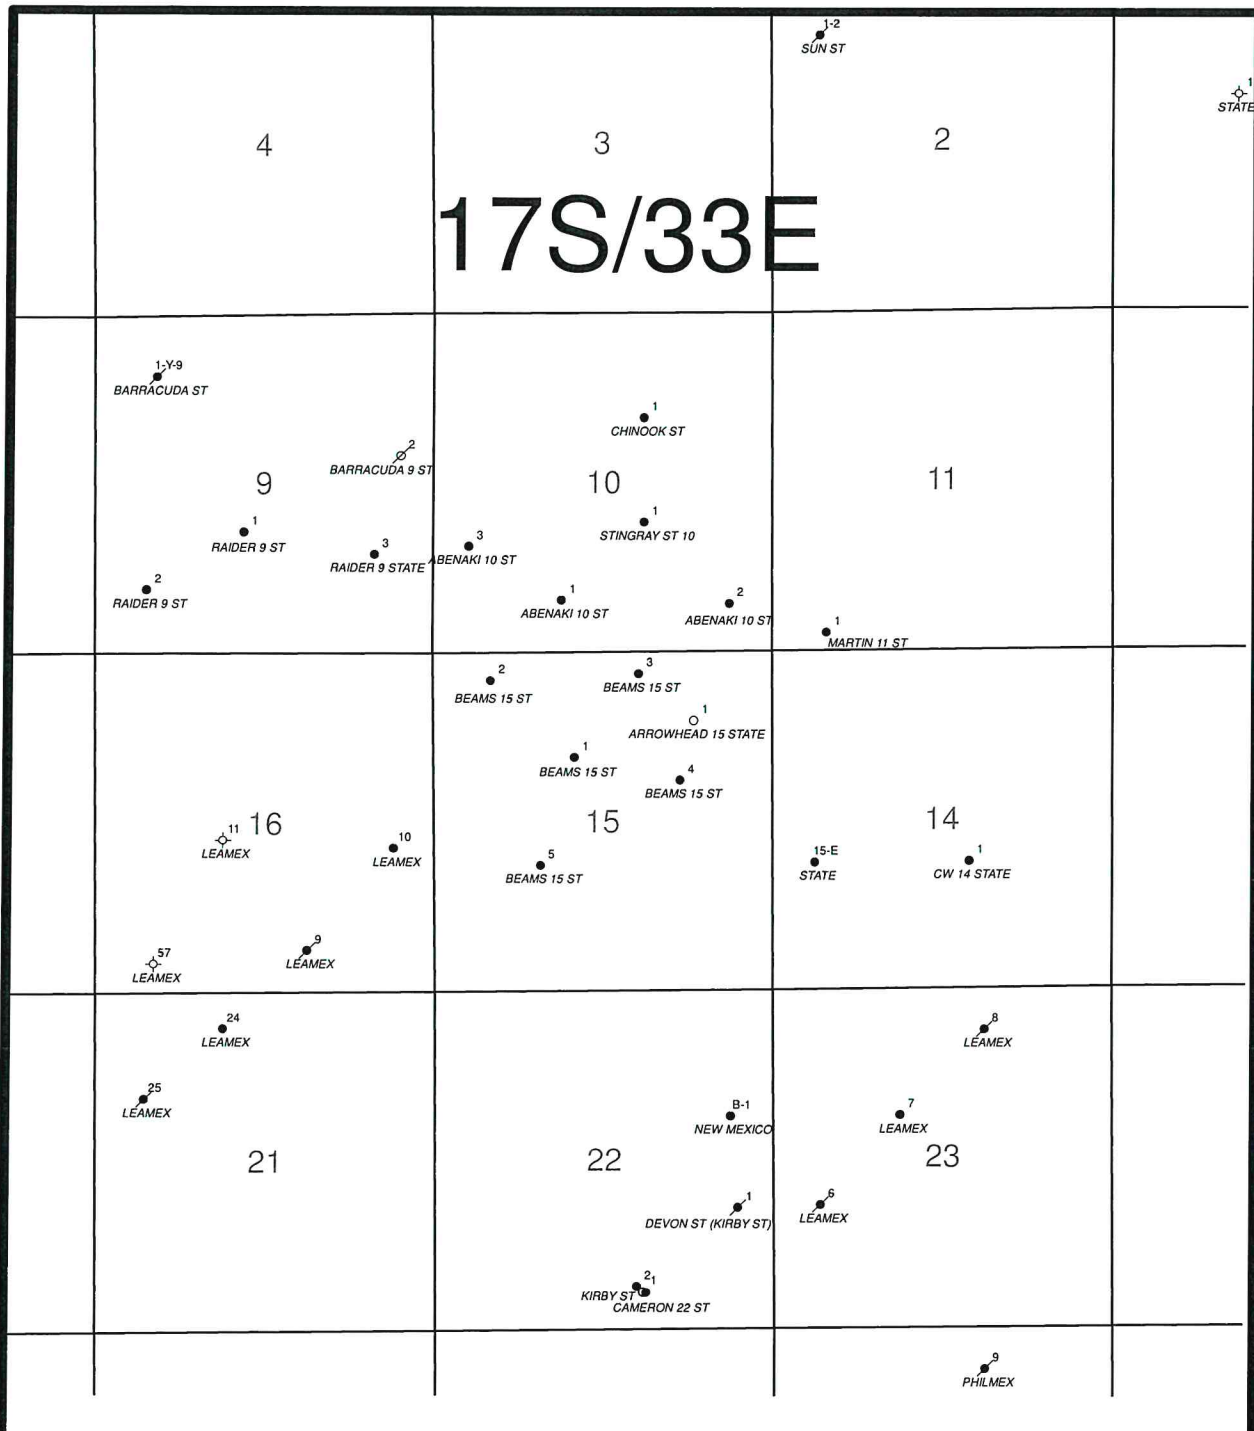 1-2
SUN ST
1
STATE
4
3
2
17S/33E
1-Y-9
BARRACUDA ST
1
CHINOOK ST
2
BARRACUDA 9 ST
9
10
11
1
RAIDER 9 ST
1
STINGRAY ST 10
3
RAIDER 9 STATE
3
ABENAKI 10 ST
2
RAIDER 9 ST
1
ABENAKI 10 ST
2
ABENAKI 10 ST
1
MARTIN 11 ST
2
BEAMS 15 ST
3
BEAMS 15 ST
1
ARROWHEAD 15 STATE
1
BEAMS 15 ST
4
BEAMS 15 ST
16
15
14
11
LEAMEX
10
LEAMEX
5
BEAMS 15 ST
15-E
STATE
1
CW 14 STATE
9
LEAMEX
57
LEAMEX
24
LEAMEX
8
LEAMEX
25
LEAMEX
B-1
NEW MEXICO
7
LEAMEX
21
22
23
1
DEVON ST (KIRBY ST)
6
LEAMEX
2
1
KIRBY ST
CAMERON 22 ST
9
PHILMEX